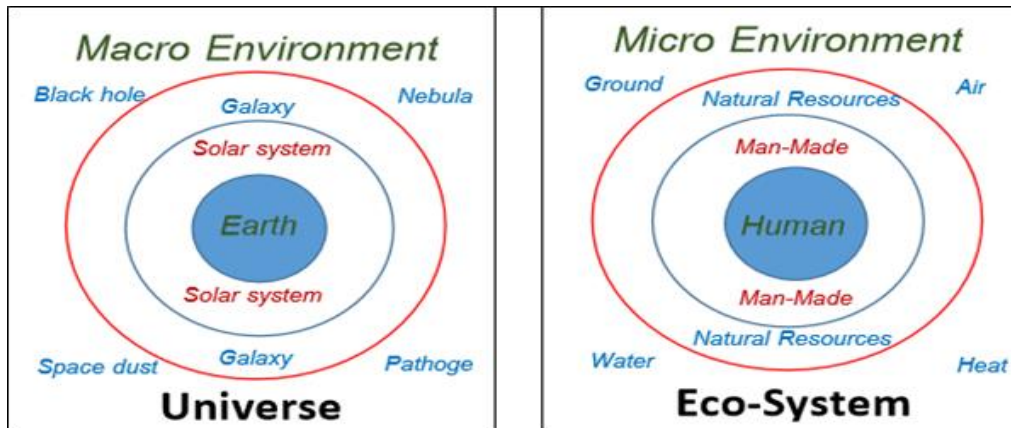 Macro Environment
Black hole
Galaxy
Nebula
Solar system
Earth
Solar system
Space dust
Galaxy
Pathoge
Universe
Micro Environment
Ground
Natural Resources
Air
Man-Made
Human
Man-Made
Water
Natural Resources
Heat
Eco-System